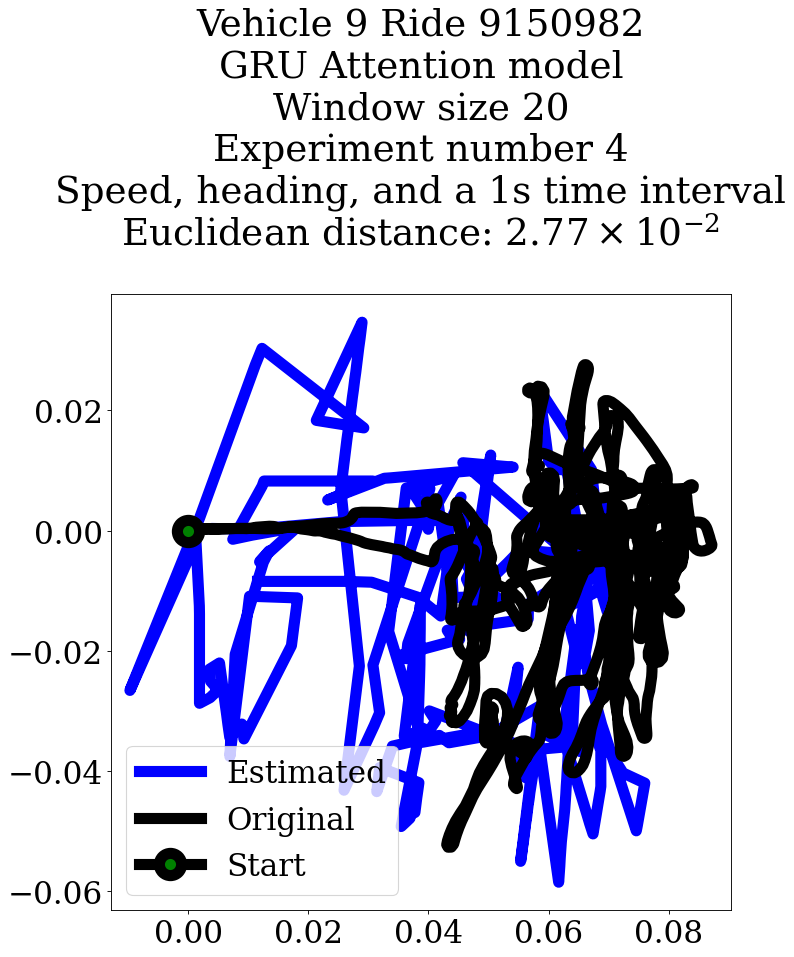 Vehicle 9 Ride 9150982
GRU Attention model
Window size 20
Experiment number 4
Speed, heading, and a 1s time interval
Euclidean distance: 2.77 × 10⁻²
0.02
0.00
−0.02
−0.04
−0.06
Estimated
Original
Start
0.00 0.02 0.04 0.06 0.08